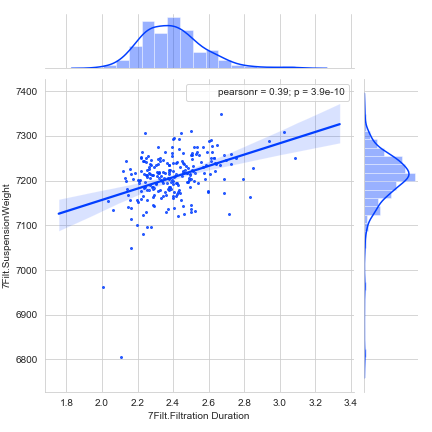 pearsonr = 0.39; p = 3.9e-10
7400
7300
7200
7100
7000
6900
6800
7Filt.SuspensionWeight
1.8 2.0 2.2 2.4 2.6 2.8 3.0 3.2 3.4
7Filt.Filtration Duration